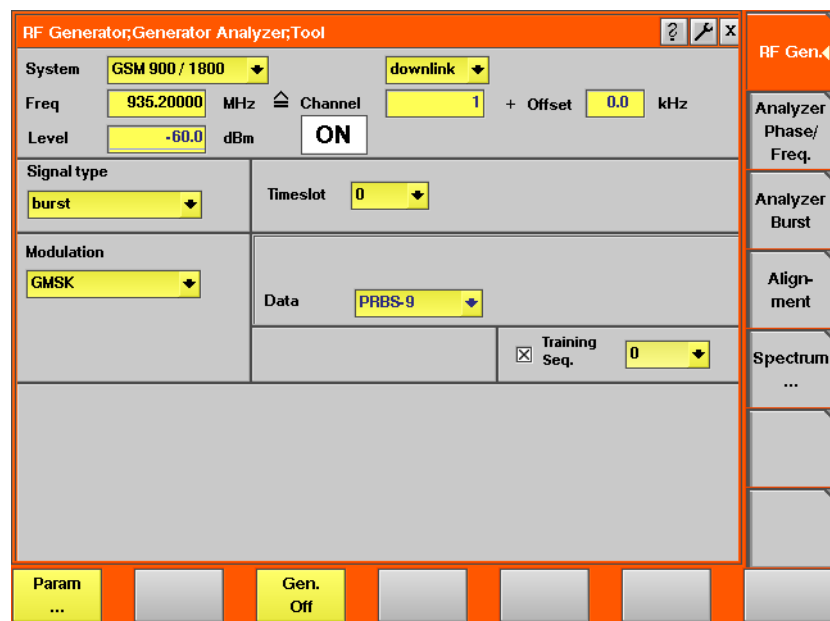 RF Generator;Generator Analyzer;Tool ? x
RF Gen.
System GSM 900 / 1800 downlink
Freq 935.20000 MHz ≙ Channel 1 + Offset 0.0 kHz
Level -60.0 dBm ON
Analyzer
Phase/
Freq.
Signal type
burst
Timeslot 0
Analyzer
Burst
Modulation
GMSK
Data PRBS-9
Align-
ment
Training
Seq. 0
Spectrum
...
Param
...
Gen.
Off